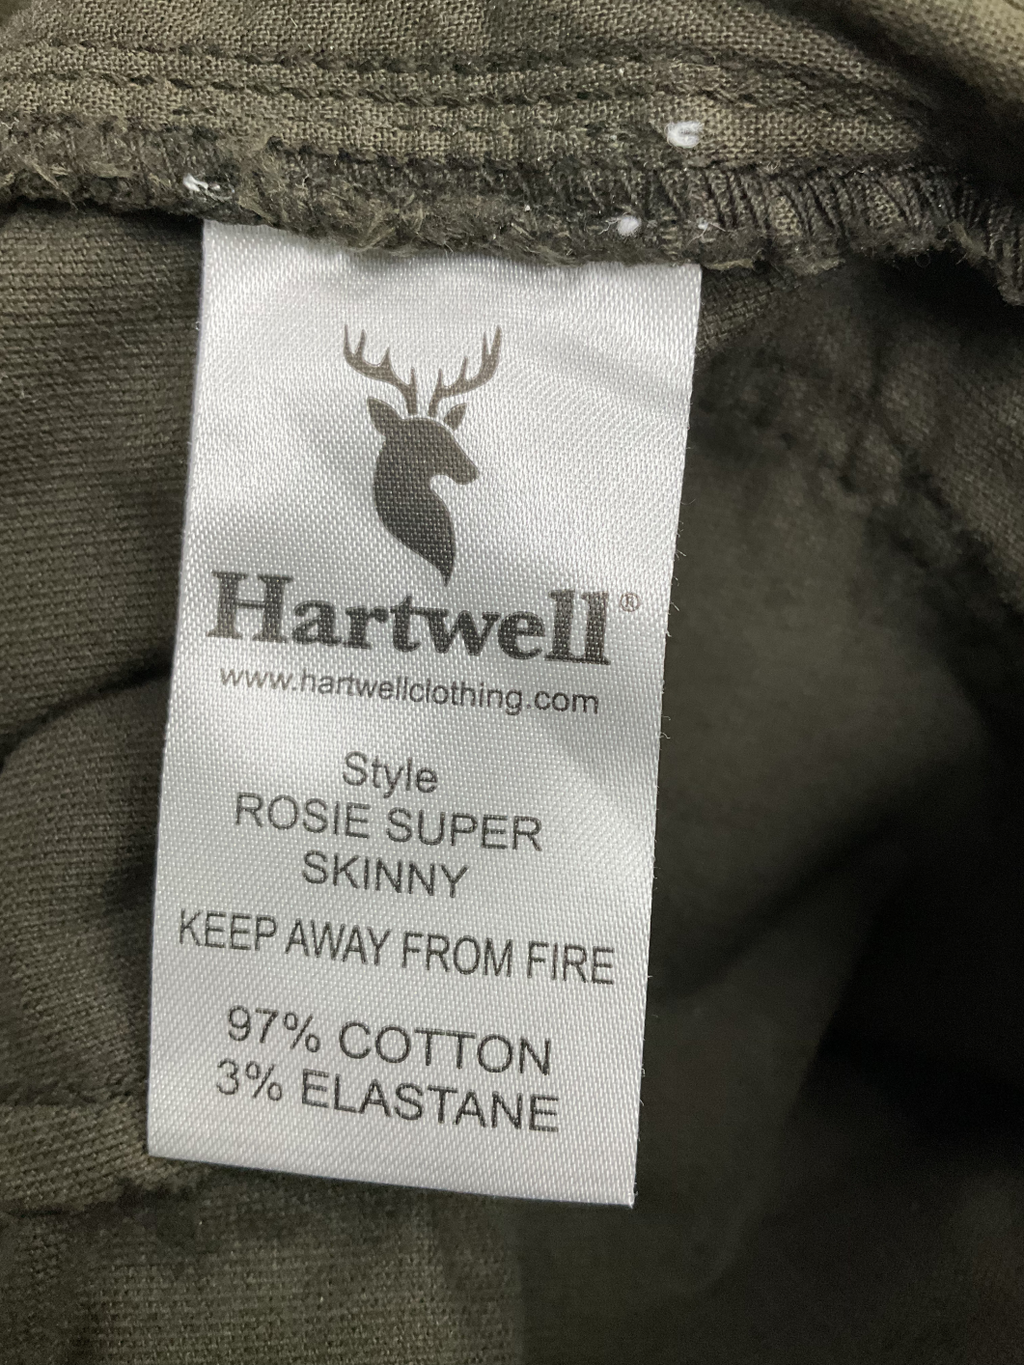 Hartwell®
www.hartwellclothing.com
Style
ROSIE SUPER
SKINNY
KEEP AWAY FROM FIRE
97% COTTON
3% ELASTANE